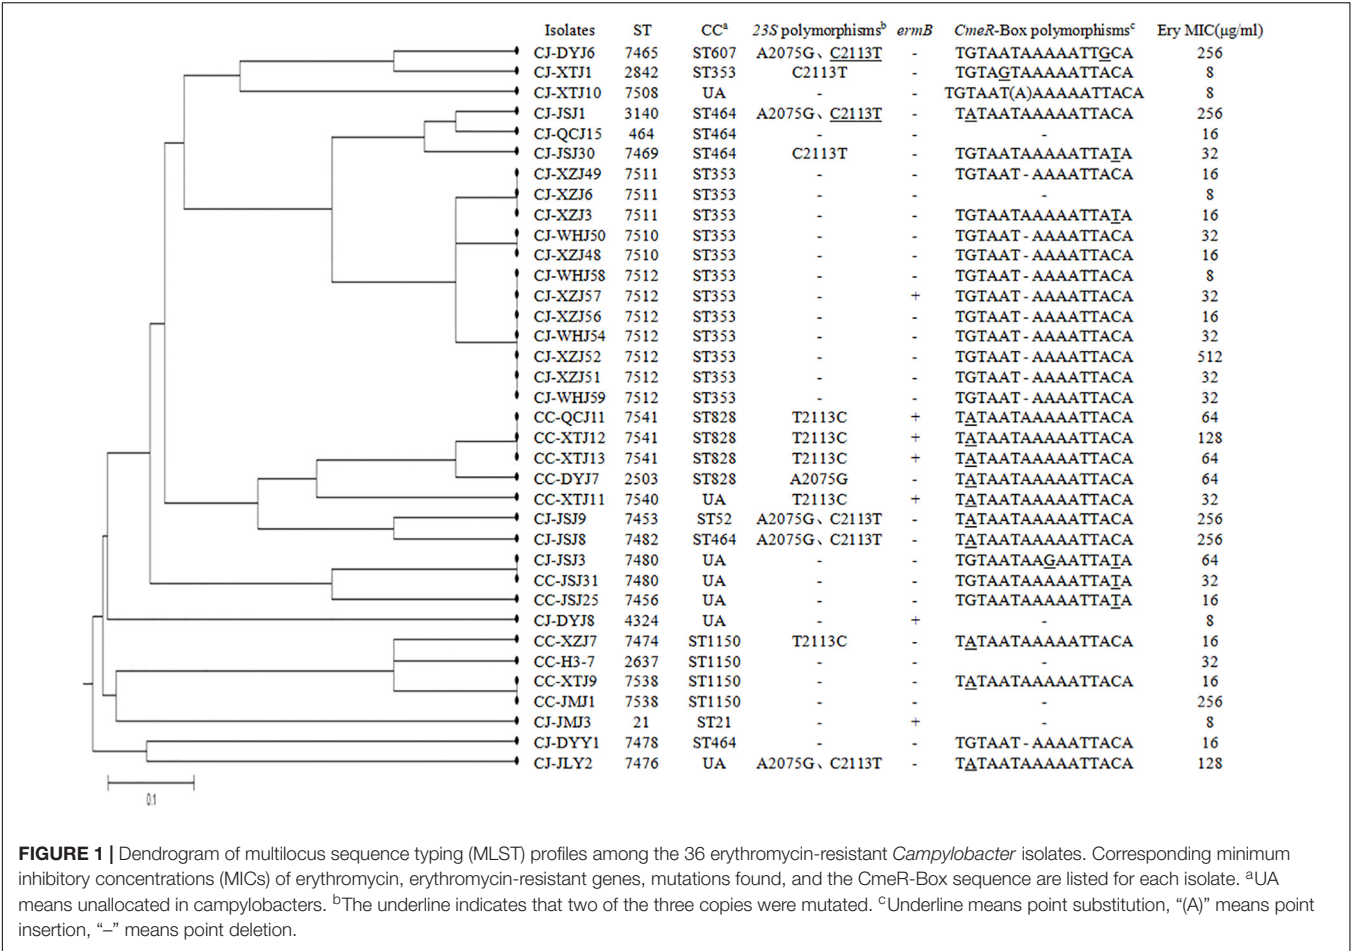 Isolates ST CCa 23S polymorphismsb ermB CmeR-Box polymorphismsc Ery MIC(μg/ml)
CJ-DYJ6 7465 ST607 A2075G、C2113T - TGTAATAAAAATTGCA 256
CJ-XTJ1 2842 ST353 C2113T - TGTAGTAAAAATTACA 8
CJ-XTJ10 7508 UA - - TGTAAT(A)AAAAATTACA 8
CJ-JSJ1 3140 ST464 A2075G、C2113T - TATAATAAAAATTACA 256
CJ-QCJ15 464 ST464 - - - 16
CJ-JSJ30 7469 ST464 C2113T - TGTAATAAAAATTATA 32
CJ-XZJ49 7511 ST353 - - TGTAAT-AAAATTACA 16
CJ-XZJ6 7511 ST353 - - - 8
CJ-XZJ3 7511 ST353 - - TGTAATAAAAATTATA 16
CJ-WHJ50 7510 ST353 - - TGTAAT-AAAATTACA 32
CJ-XZJ48 7510 ST353 - - TGTAAT-AAAATTACA 16
CJ-WHJ58 7512 ST353 - - TGTAAT-AAAATTACA 8
CJ-XZJ57 7512 ST353 - + TGTAAT-AAAATTACA 32
CJ-XZJ56 7512 ST353 - - TGTAAT-AAAATTACA 16
CJ-WHJ54 7512 ST353 - - TGTAAT-AAAATTACA 32
CJ-XZJ52 7512 ST353 - - TGTAAT-AAAATTACA 512
CJ-XZJ51 7512 ST353 - - TGTAAT-AAAATTACA 32
CJ-WHJ59 7512 ST353 - - TGTAAT-AAAATTACA 32
CC-QCJ11 7541 ST828 T2113C + TATAATAAAAATTACA 64
CC-XTJ12 7541 ST828 T2113C + TATAATAAAAATTACA 128
CC-XTJ13 7541 ST828 T2113C + TATAATAAAAATTACA 64
CC-DYJ7 2503 ST828 A2075G - TATAATAAAAATTACA 64
CC-XTJ11 7540 UA T2113C + TATAATAAAAATTACA 32
CJ-JSJ9 7453 ST52 A2075G、C2113T - TATAATAAAAATTACA 256
CJ-JSJ8 7482 ST464 A2075G、C2113T - TATAATAAAAATTACA 256
CJ-JSJ3 7480 UA - - TGTAATAAGAATTATA 64
CC-JSJ31 7480 UA - - TGTAATAAAAATTATA 32
CC-JSJ25 7456 UA - - TGTAATAAAAATTATA 16
CJ-DYJ8 4324 UA - + - 8
CC-XZJ7 7474 ST1150 T2113C - TATAATAAAAATTACA 16
CC-H3-7 2637 ST1150 - - - 32
CC-XTJ9 7538 ST1150 - - TATAATAAAAATTACA 16
CC-JMJ1 7538 ST1150 - - - 256
CJ-JMJ3 21 ST21 - + - 8
CJ-DYY1 7478 ST464 - - TGTAAT-AAAATTACA 16
CJ-JLY2 7476 UA A2075G、C2113T - TATAATAAAAATTACA 128
0.1
FIGURE 1 | Dendrogram of multilocus sequence typing (MLST) profiles among the 36 erythromycin-resistant Campylobacter isolates. Corresponding minimum
inhibitory concentrations (MICs) of erythromycin, erythromycin-resistant genes, mutations found, and the CmeR-Box sequence are listed for each isolate. aUA
means unallocated in campylobacters. bThe underline indicates that two of the three copies were mutated. cUnderline means point substitution, “(A)” means point
insertion, “–” means point deletion.